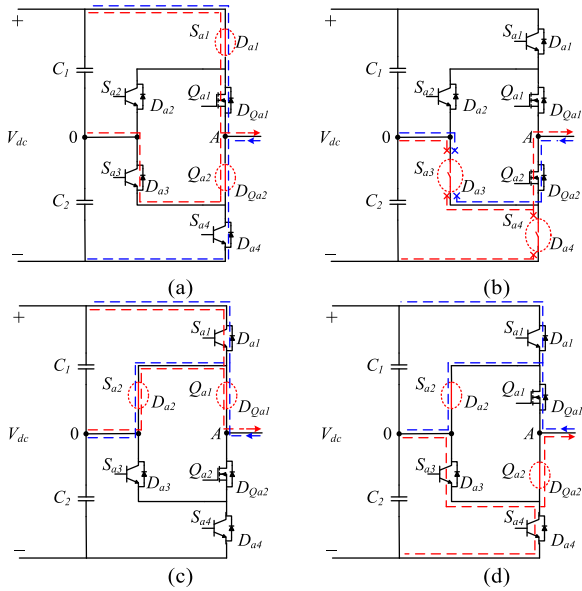 +
S_{a1}
D_{a1}
C_1
S_{a2}
Q_{a1}
D_{a2}
D_{Qa1}
V_{dc}
0
A
S_{a3}
Q_{a2}
D_{a3}
D_{Qa2}
C_2
S_{a4}
D_{a4}
−
(a)
+
S_{a1}
D_{a1}
C_1
S_{a2}
Q_{a1}
D_{a2}
D_{Qa1}
V_{dc}
0
A
S_{a3}
Q_{a2}
D_{a3}
D_{Qa2}
C_2
S_{a4}
D_{a4}
−
(b)
+
S_{a1}
D_{a1}
C_1
S_{a2}
Q_{a1}
D_{a2}
D_{Qa1}
V_{dc}
0
A
S_{a3}
Q_{a2}
D_{a3}
D_{Qa2}
C_2
S_{a4}
D_{a4}
−
(c)
+
S_{a1}
D_{a1}
C_1
S_{a2}
Q_{a1}
D_{a2}
D_{Qa1}
V_{dc}
0
A
S_{a3}
Q_{a2}
D_{a3}
D_{Qa2}
C_2
S_{a4}
D_{a4}
−
(d)